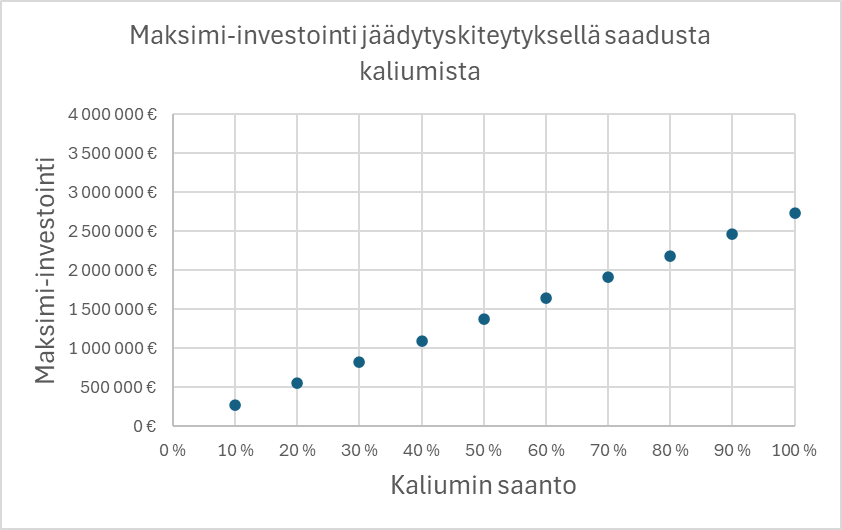 Maksimi-investointi jäädytyskiteytyksellä saadusta
kaliumista
Maksimi-investointi
4 000 000 €
3 500 000 €
3 000 000 €
2 500 000 €
2 000 000 €
1 500 000 €
1 000 000 €
500 000 €
0 €
0 % 10 % 20 % 30 % 40 % 50 % 60 % 70 % 80 % 90 % 100 %
Kaliumin saanto